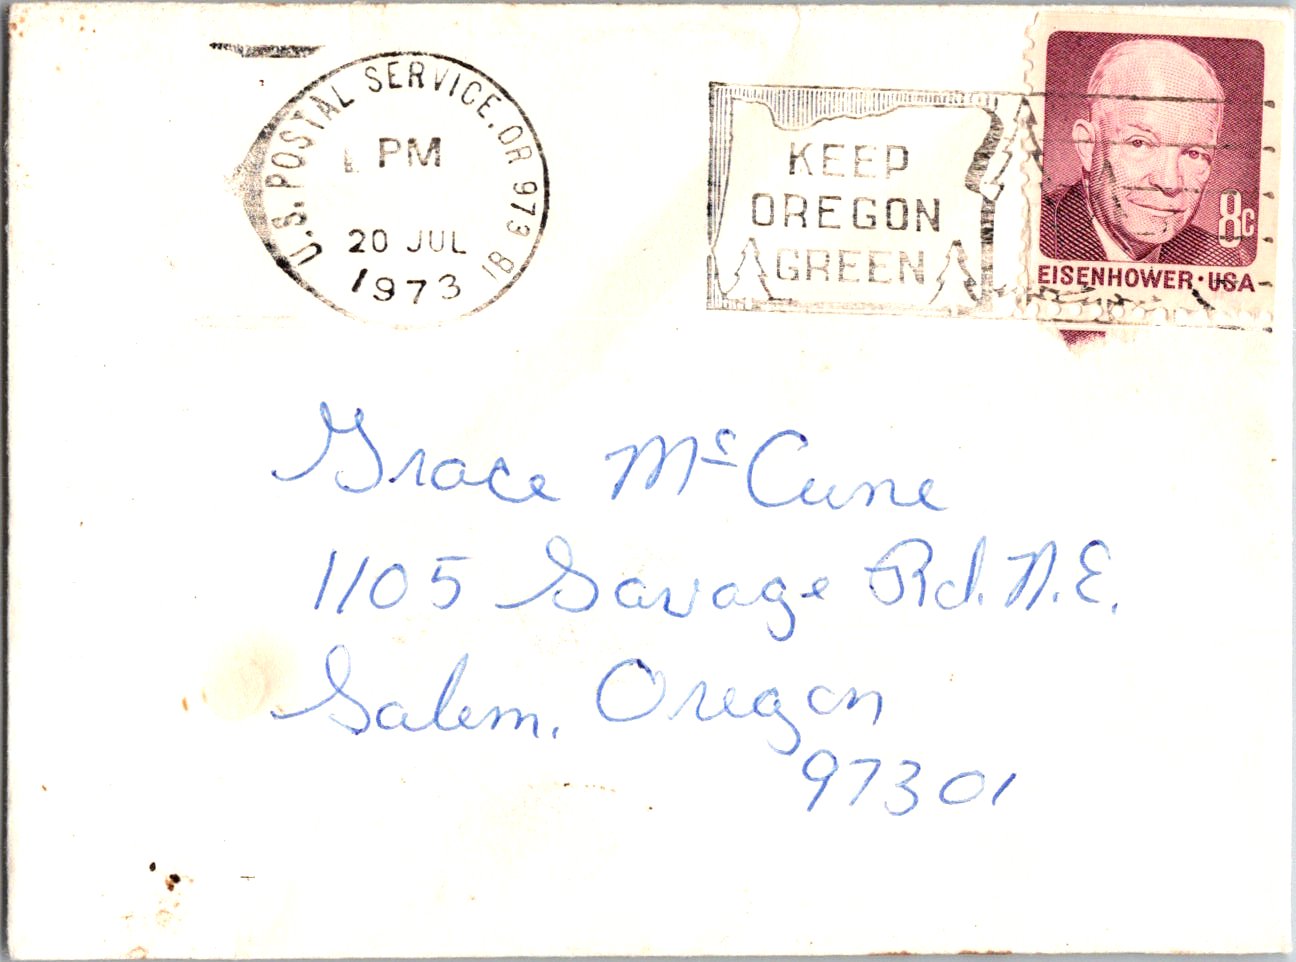 U.S. POSTAL SERVICE. OR 973 1B
PM
20 JUL
1973
KEEP
OREGON
GREEN
8c
EISENHOWER·USA
Grace McCune
1105 Savage Rd. N.E.
Salem, Oregon
97301